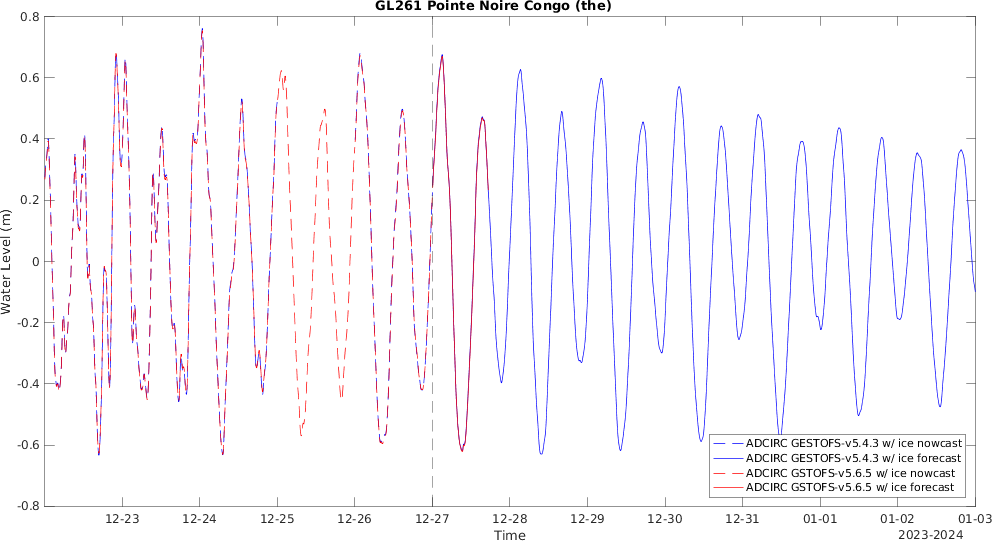 GL261 Pointe Noire Congo (the)
0.8
0.6
0.4
0.2
0
-0.2
-0.4
-0.6
-0.8
Water Level (m)
12-23 12-24 12-25 12-26 12-27 12-28 12-29 12-30 12-31 01-01 01-02 01-03
Time
2023-2024
ADCIRC GESTOFS-v5.4.3 w/ ice nowcast
ADCIRC GESTOFS-v5.4.3 w/ ice forecast
ADCIRC GSTOFS-v5.6.5 w/ ice nowcast
ADCIRC GSTOFS-v5.6.5 w/ ice forecast